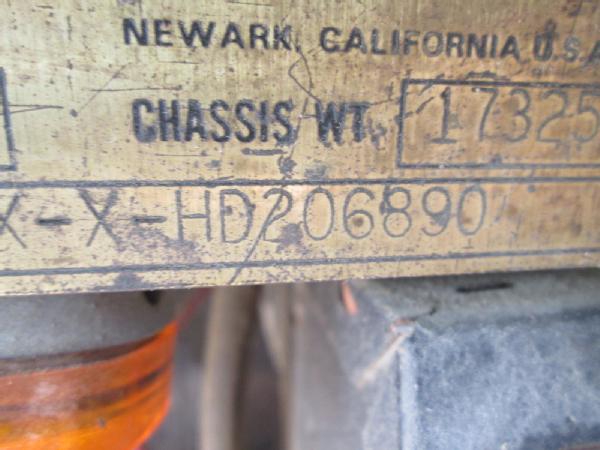 NEWARK, CALIFORNIA U.S.A
CHASSIS WT. 17325
X-X-HD206890